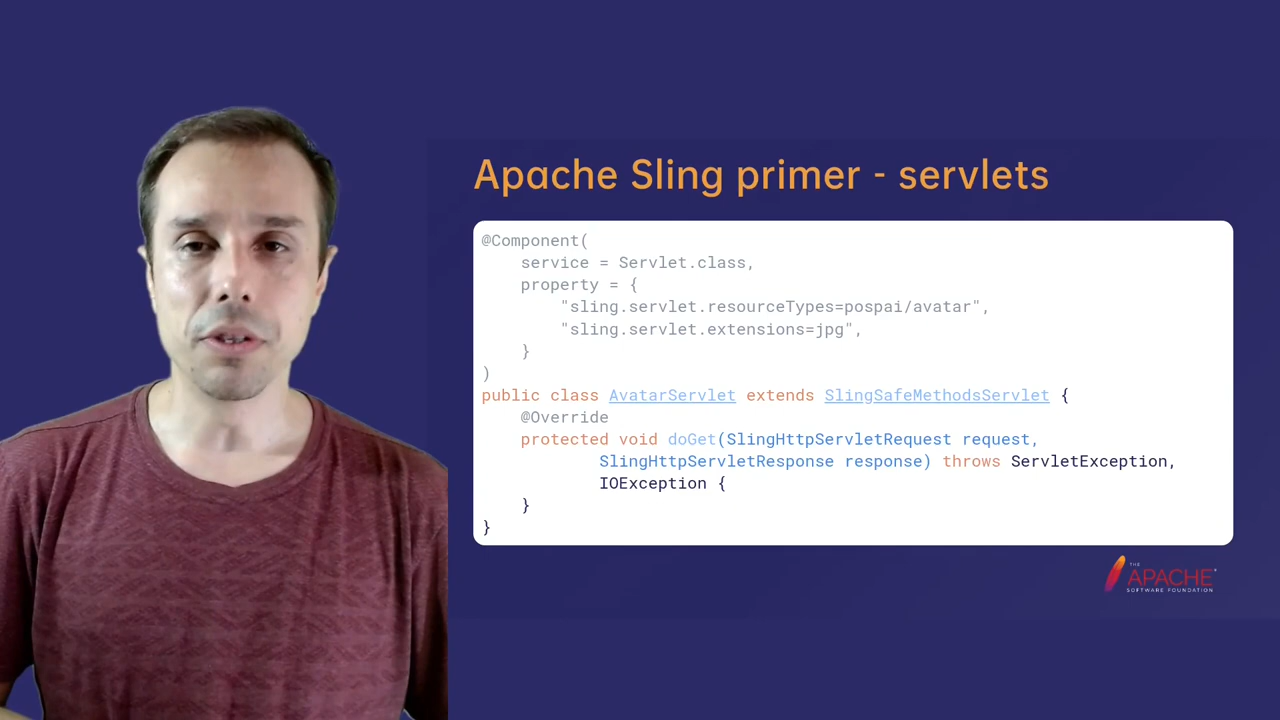 Apache Sling primer - servlets
@Component(
    service = Servlet.class,
    property = {
        "sling.servlet.resourceTypes=pospai/avatar",
        "sling.servlet.extensions=jpg",
    }
)
public class AvatarServlet extends SlingSafeMethodsServlet {
    @Override
    protected void doGet(SlingHttpServletRequest request,
            SlingHttpServletResponse response) throws ServletException,
            IOException {
    }
}
THE
APACHE
SOFTWARE FOUNDATION